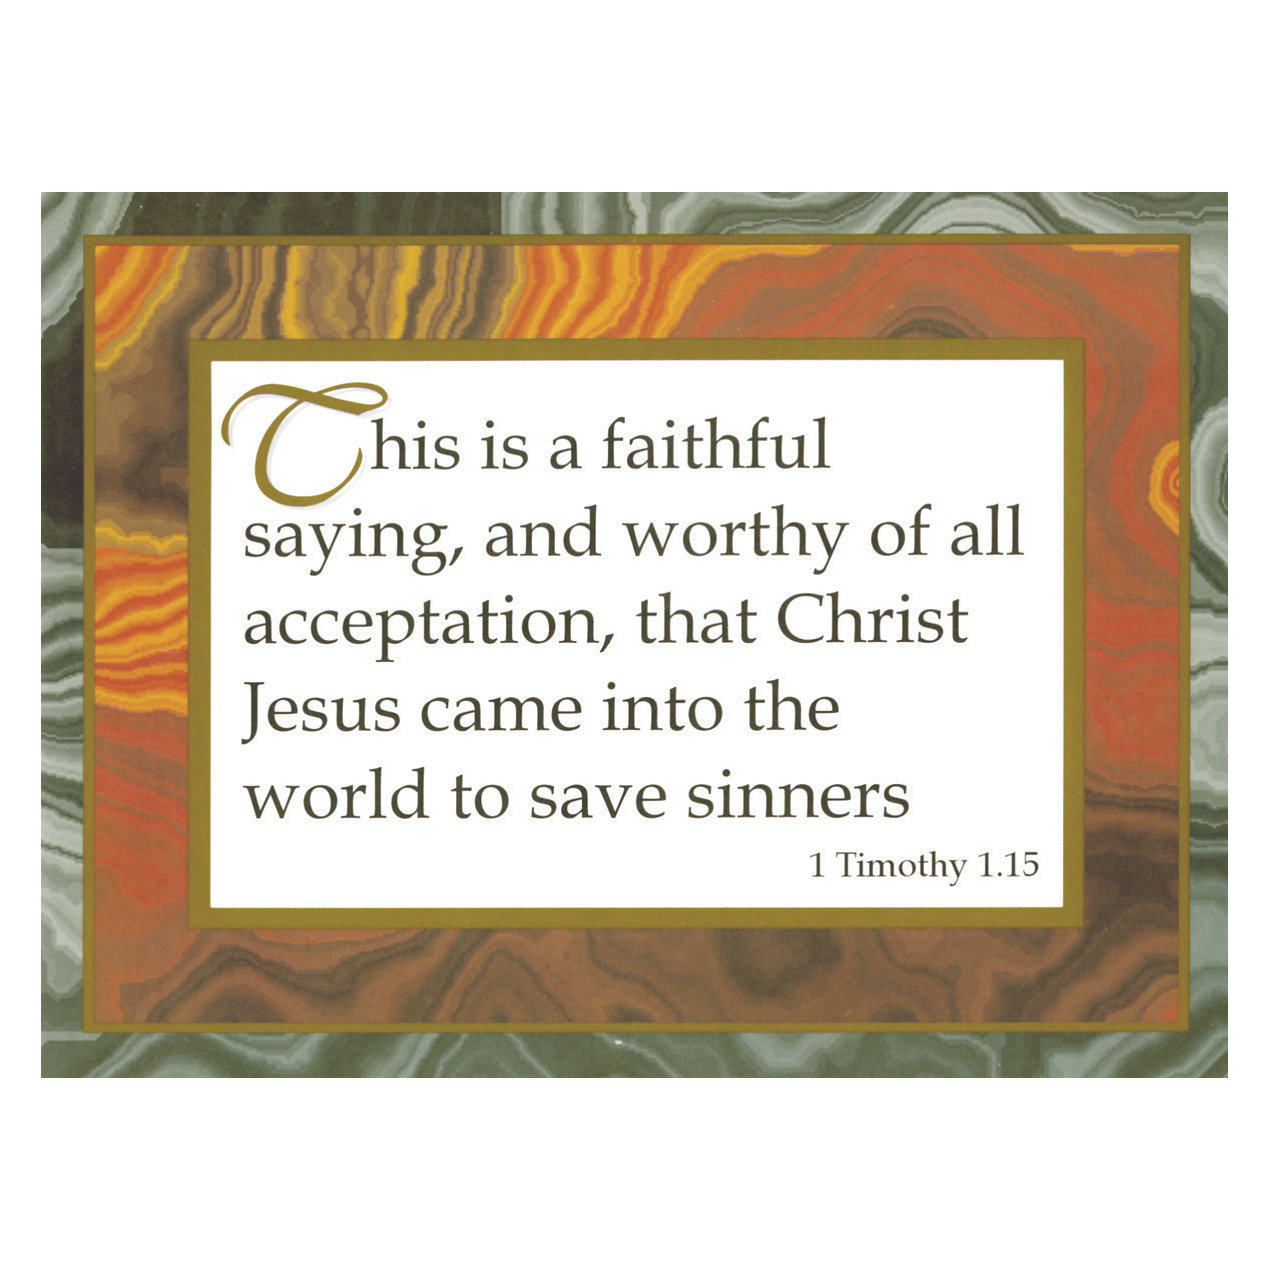 This is a faithful
saying, and worthy of all
acceptation, that Christ
Jesus came into the
world to save sinners
1 Timothy 1.15